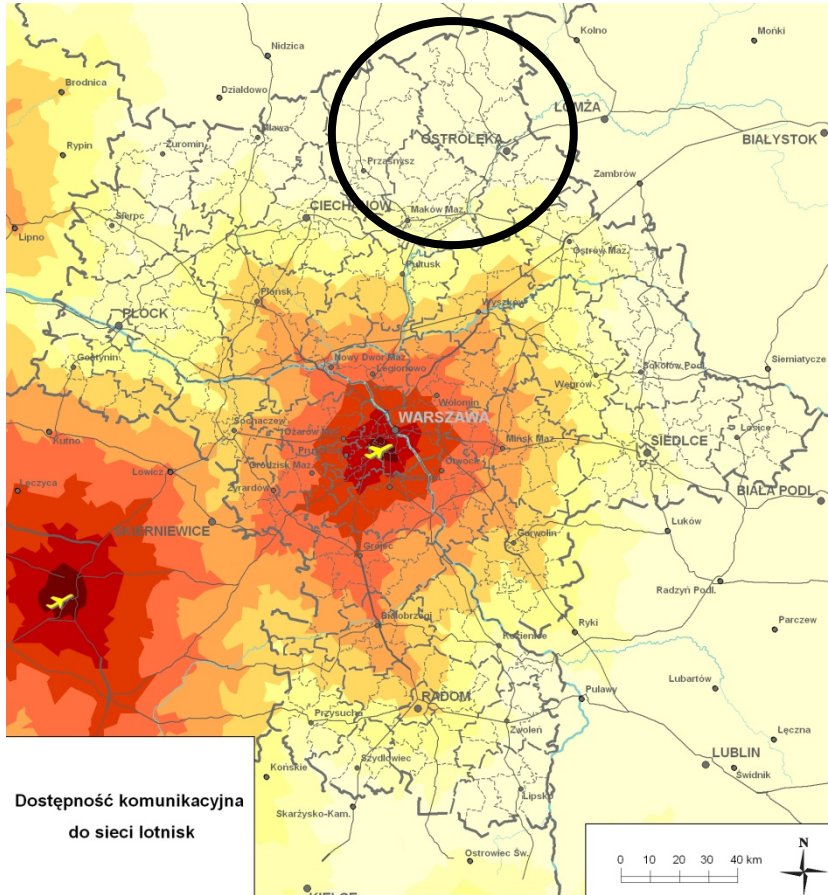 Nidzica
Kolno
Mońki
Brodnica
Działdowo
ŁOMŻA
Mława
OSTROŁĘKA
BIAŁYSTOK
Rypin
Żuromin
Przasnysz
Zambrów
CIECHANÓW
Maków Maz.
Sierpc
Lipno
Ostrów Maz.
Pułtusk
Płońsk
Wyszków
PŁOCK
Gostynin
Nowy Dwór Maz.
Legionowo
Siemiatycze
Sokołów Podl.
Węgrów
Wołomin
WARSZAWA
Sochaczew
Kutno
Ożarów Maz.
Mińsk Maz.
SIEDLCE
Łosice
Łowicz
Grodzisk Maz.
Otwock
Łęczyca
Żyrardów
BIAŁA PODL.
SKIERNIEWICE
Łuków
Garwolin
Grójec
Radzyń Podl.
Białobrzegi
Ryki
Parczew
Kozienice
Lubartów
RADOM
Puławy
Przysucha
Zwoleń
Łęczna
LUBLIN
Szydłowiec
Końskie
Świdnik
Lipsko
Skarżysko-Kam.
Ostrowiec Św.
KIELCE
Dostępność komunikacyjna
do sieci lotnisk
N
0 10 20 30 40 km